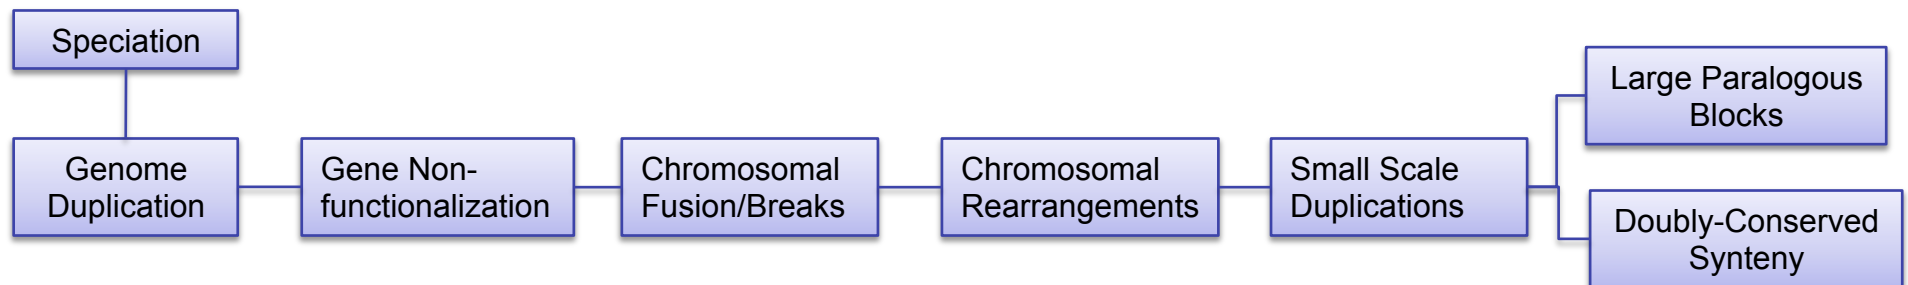 Speciation
Genome
Duplication
Gene Non-
functionalization
Chromosomal
Fusion/Breaks
Chromosomal
Rearrangements
Small Scale
Duplications
Large Paralogous
Blocks
Doubly-Conserved
Synteny